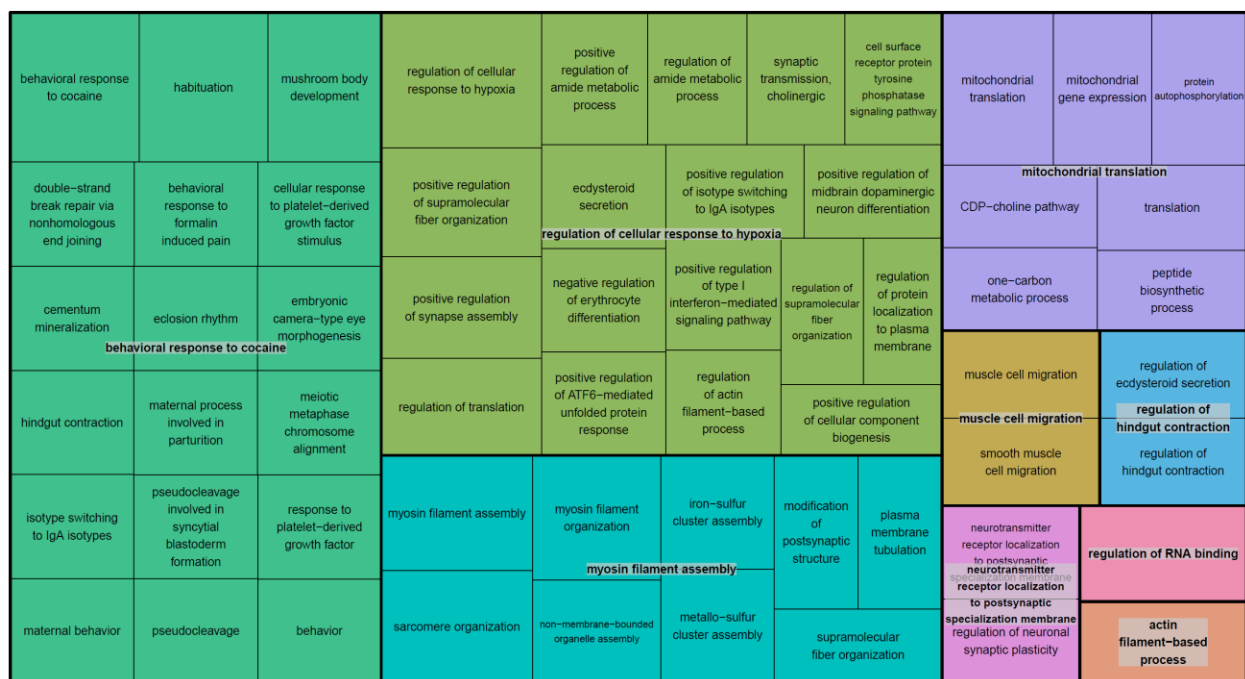 behavioral response
to cocaine
habituation
mushroom body
development
double−strand
break repair via
nonhomologous
end joining
behavioral
response to
formalin
induced pain
cellular response
to platelet−derived
growth factor
stimulus
cementum
mineralization
eclosion rhythm
embryonic
camera−type eye
morphogenesis
behavioral response to cocaine
hindgut contraction
maternal process
involved in
parturition
meiotic
metaphase
chromosome
alignment
isotype switching
to IgA isotypes
pseudocleavage
involved in
syncytial
blastoderm
formation
response to
platelet−derived
growth factor
maternal behavior
pseudocleavage
behavior
regulation of cellular
response to hypoxia
positive
regulation of
amide metabolic
process
regulation of
amide metabolic
process
synaptic
transmission,
cholinergic
cell surface
receptor protein
tyrosine
phosphatase
signaling pathway
positive regulation
of supramolecular
fiber organization
ecdysteroid
secretion
positive regulation
of isotype switching
to IgA isotypes
positive regulation of
midbrain dopaminergic
neuron differentiation
regulation of cellular response to hypoxia
positive regulation
of synapse assembly
negative regulation
of erythrocyte
differentiation
positive regulation
of type I
interferon−mediated
signaling pathway
regulation of
supramolecular
fiber
organization
regulation
of protein
localization
to plasma
membrane
regulation of translation
positive regulation
of ATF6−mediated
unfolded protein
response
regulation
of actin
filament−based
process
positive regulation
of cellular component
biogenesis
myosin filament assembly
myosin filament
organization
iron−sulfur
cluster assembly
modification
of
postsynaptic
structure
plasma
membrane
tubulation
myosin filament assembly
sarcomere organization
non−membrane−bounded
organelle assembly
metallo−sulfur
cluster assembly
supramolecular
fiber organization
mitochondrial
translation
mitochondrial
gene expression
protein
autophosphorylation
mitochondrial translation
CDP−choline pathway
translation
one−carbon
metabolic process
peptide
biosynthetic
process
muscle cell migration
muscle cell migration
smooth muscle
cell migration
regulation of
ecdysteroid secretion
regulation of
hindgut contraction
regulation of
hindgut contraction
neurotransmitter
receptor localization
to postsynaptic
specialization membrane
neurotransmitter
receptor localization
to postsynaptic
specialization membrane
regulation of neuronal
synaptic plasticity
regulation of RNA binding
actin
filament−based
process